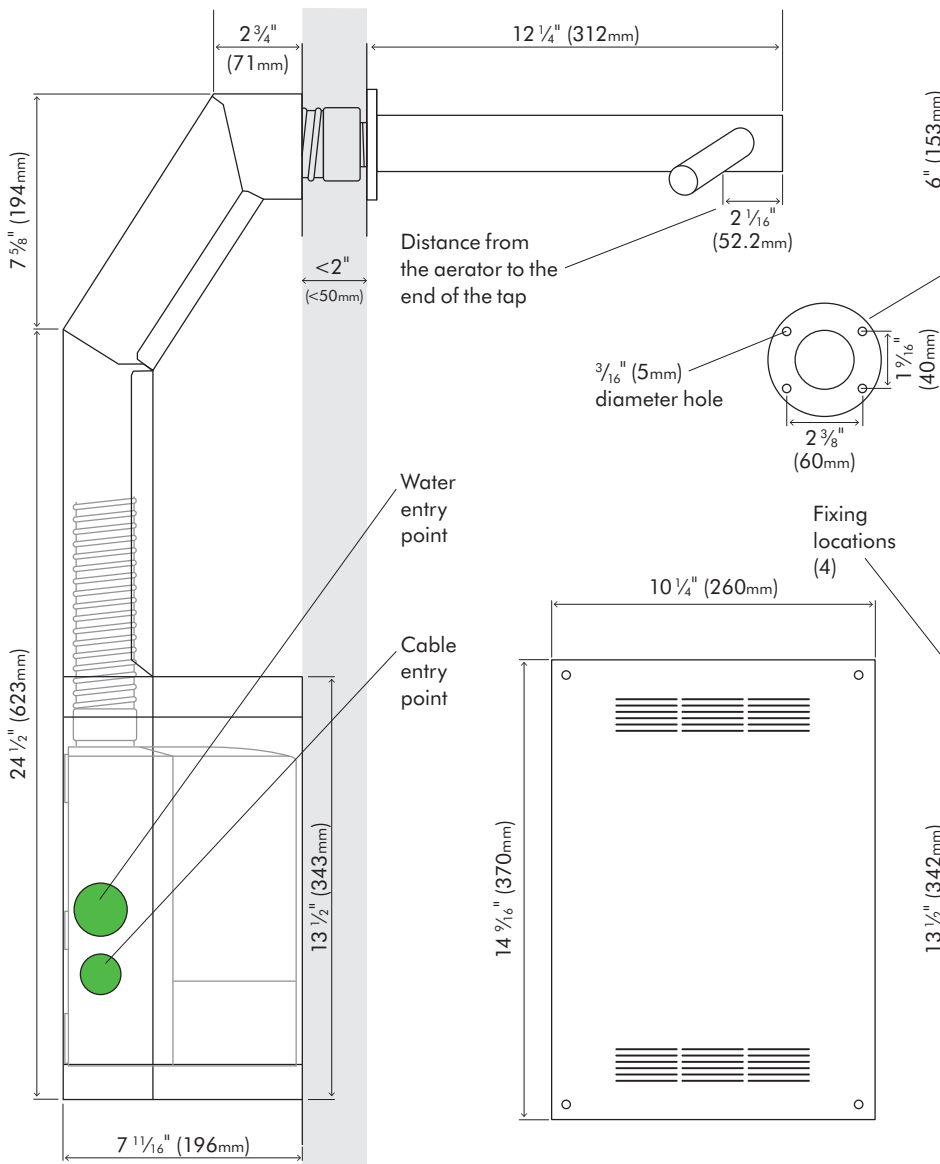 2 ¾"
(71mm)
12 ¼" (312mm)
6" (153mm)
7 ⅝" (194mm)
2 1/16"
(52.2mm)
Distance from
the aerator to the
end of the tap
<2"
(<50mm)
3/16" (5mm)
diameter hole
1 9/16"
(40mm)
2 ⅜"
(60mm)
Water
entry
point
Fixing
locations
(4)
10 ¼" (260mm)
Cable
entry
point
24 ½" (623mm)
13 ½" (343mm)
14 9/16" (370mm)
13 ½" (342mm)
7 11/16" (196mm)